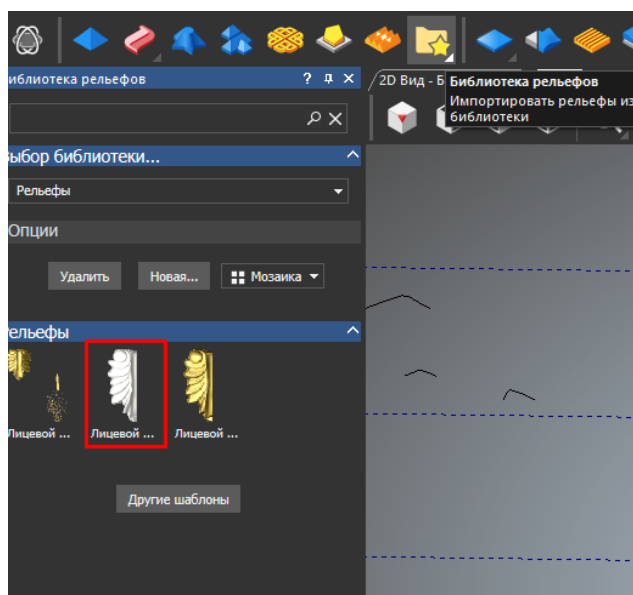 иблиотека рельефов
2D Вид - Б
Библиотека рельефов
Импортировать рельефы из
библиотеки
ыбор библиотеки...
Рельефы
Опции
Удалить
Новая...
Мозаика
ельефы
Лицевой ...
Лицевой ...
Лицевой ...
Другие шаблоны